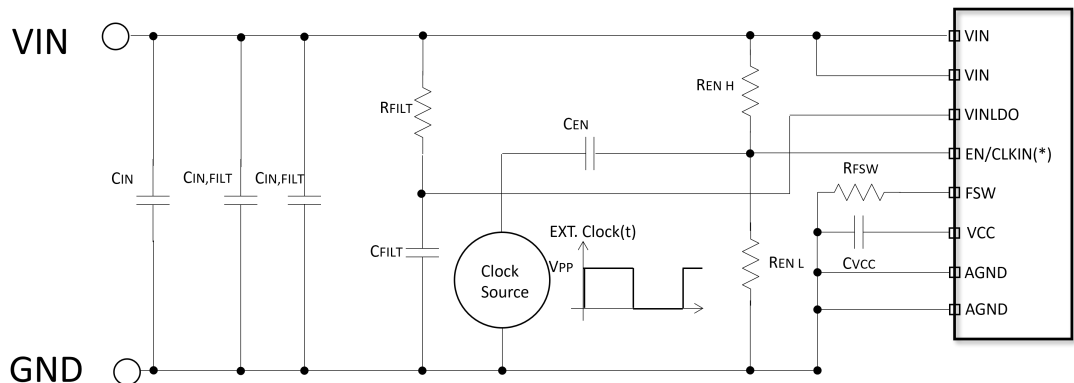 VIN
VIN
VIN
REN H
RFILT
VINLDO
CEN
EN/CLKIN(*)
RFSW
CIN
CIN,FILT
CIN,FILT
FSW
EXT. Clock(t)
VCC
CFILT
VPP
Clock
Source
REN L
CVCC
AGND
AGND
GND